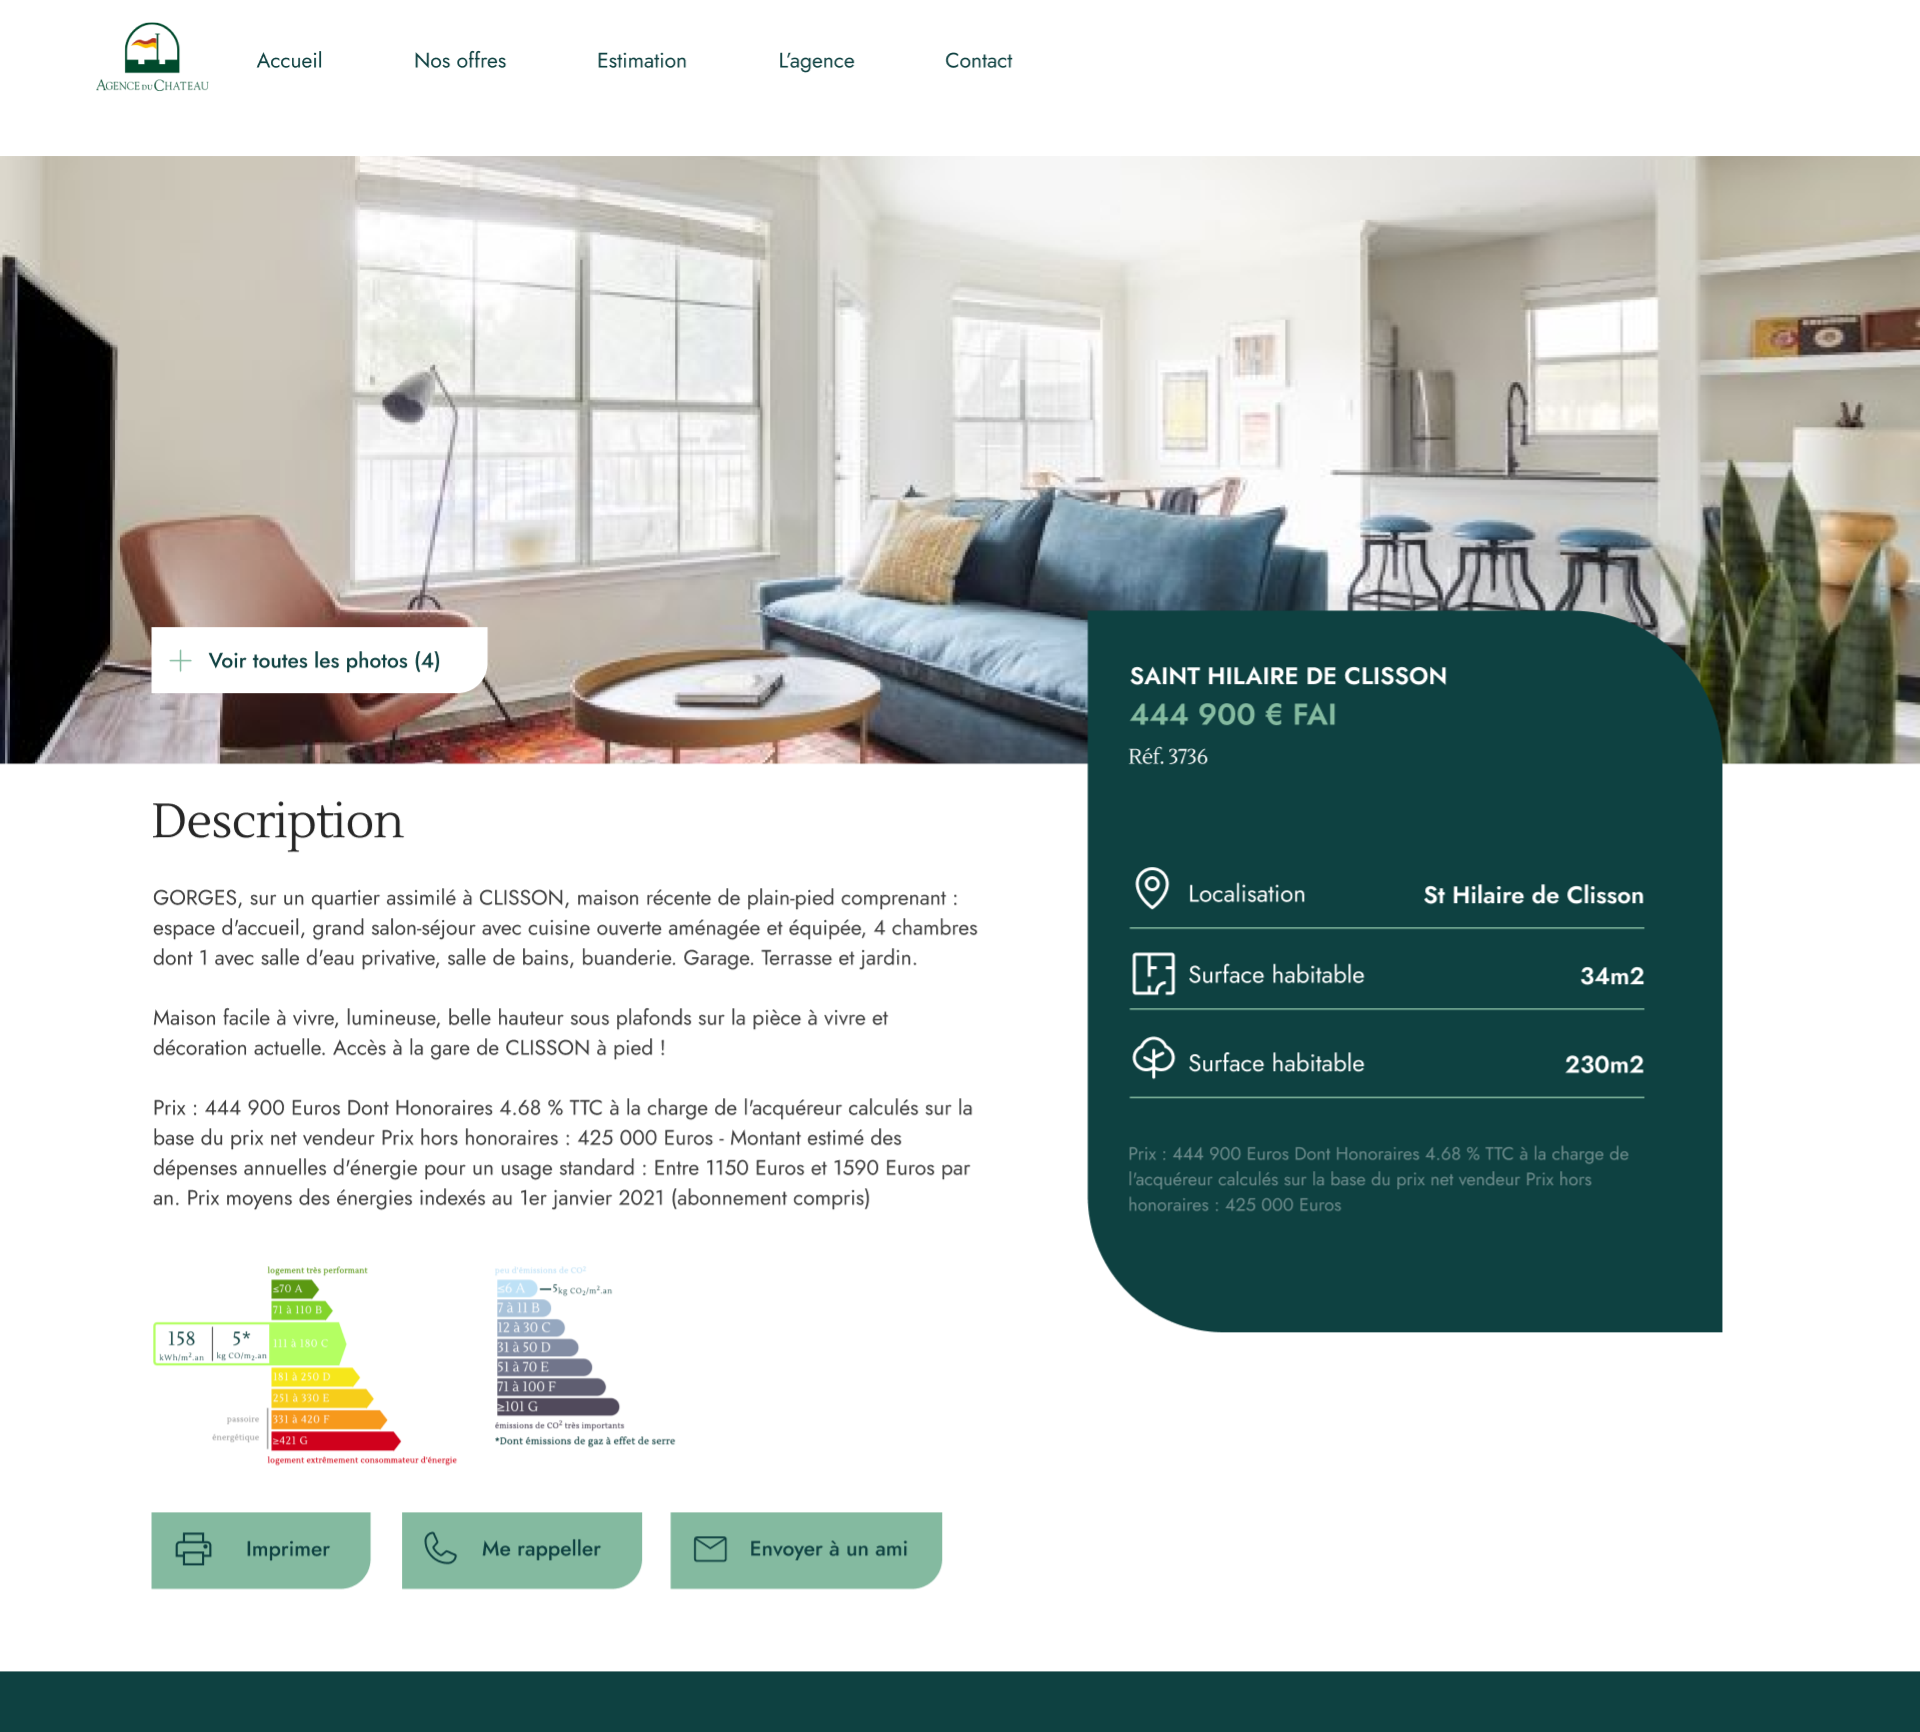 AGENCE DU CHATEAU
Accueil
Nos offres
Estimation
L'agence
Contact
Voir toutes les photos (4)
SAINT HILAIRE DE CLISSON
444 900 € FAI
Réf. 3736
Localisation
St Hilaire de Clisson
Surface habitable
34m2
Surface habitable
230m2
Prix : 444 900 Euros Dont Honoraires 4.68 % TTC à la charge de
l'acquéreur calculés sur la base du prix net vendeur Prix hors
honoraires : 425 000 Euros
Description
GORGES, sur un quartier assimilé à CLISSON, maison récente de plain-pied comprenant :
espace d'accueil, grand salon-séjour avec cuisine ouverte aménagée et équipée, 4 chambres
dont 1 avec salle d'eau privative, salle de bains, buanderie. Garage. Terrasse et jardin.
Maison facile à vivre, lumineuse, belle hauteur sous plafonds sur la pièce à vivre et
décoration actuelle. Accès à la gare de CLISSON à pied !
Prix : 444 900 Euros Dont Honoraires 4.68 % TTC à la charge de l'acquéreur calculés sur la
base du prix net vendeur Prix hors honoraires : 425 000 Euros - Montant estimé des
dépenses annuelles d'énergie pour un usage standard : Entre 1150 Euros et 1590 Euros par
an. Prix moyens des énergies indexés au 1er janvier 2021 (abonnement compris)
logement très performant
≤70 A
71 à 110 B
158
kWh/m².an
5*
kg CO/m₂.an
111 à 180 C
181 à 250 D
251 à 330 E
passoire
énergétique
331 à 420 F
≥421 G
logement extrêmement consommateur d'énergie
peu d'émissions de CO²
≤6 A
5kg CO₂/m².an
7 à 11 B
12 à 30 C
31 à 50 D
51 à 70 E
71 à 100 F
≥101 G
émissions de CO² très importants
*Dont émissions de gaz à effet de serre
Imprimer
Me rappeller
Envoyer à un ami